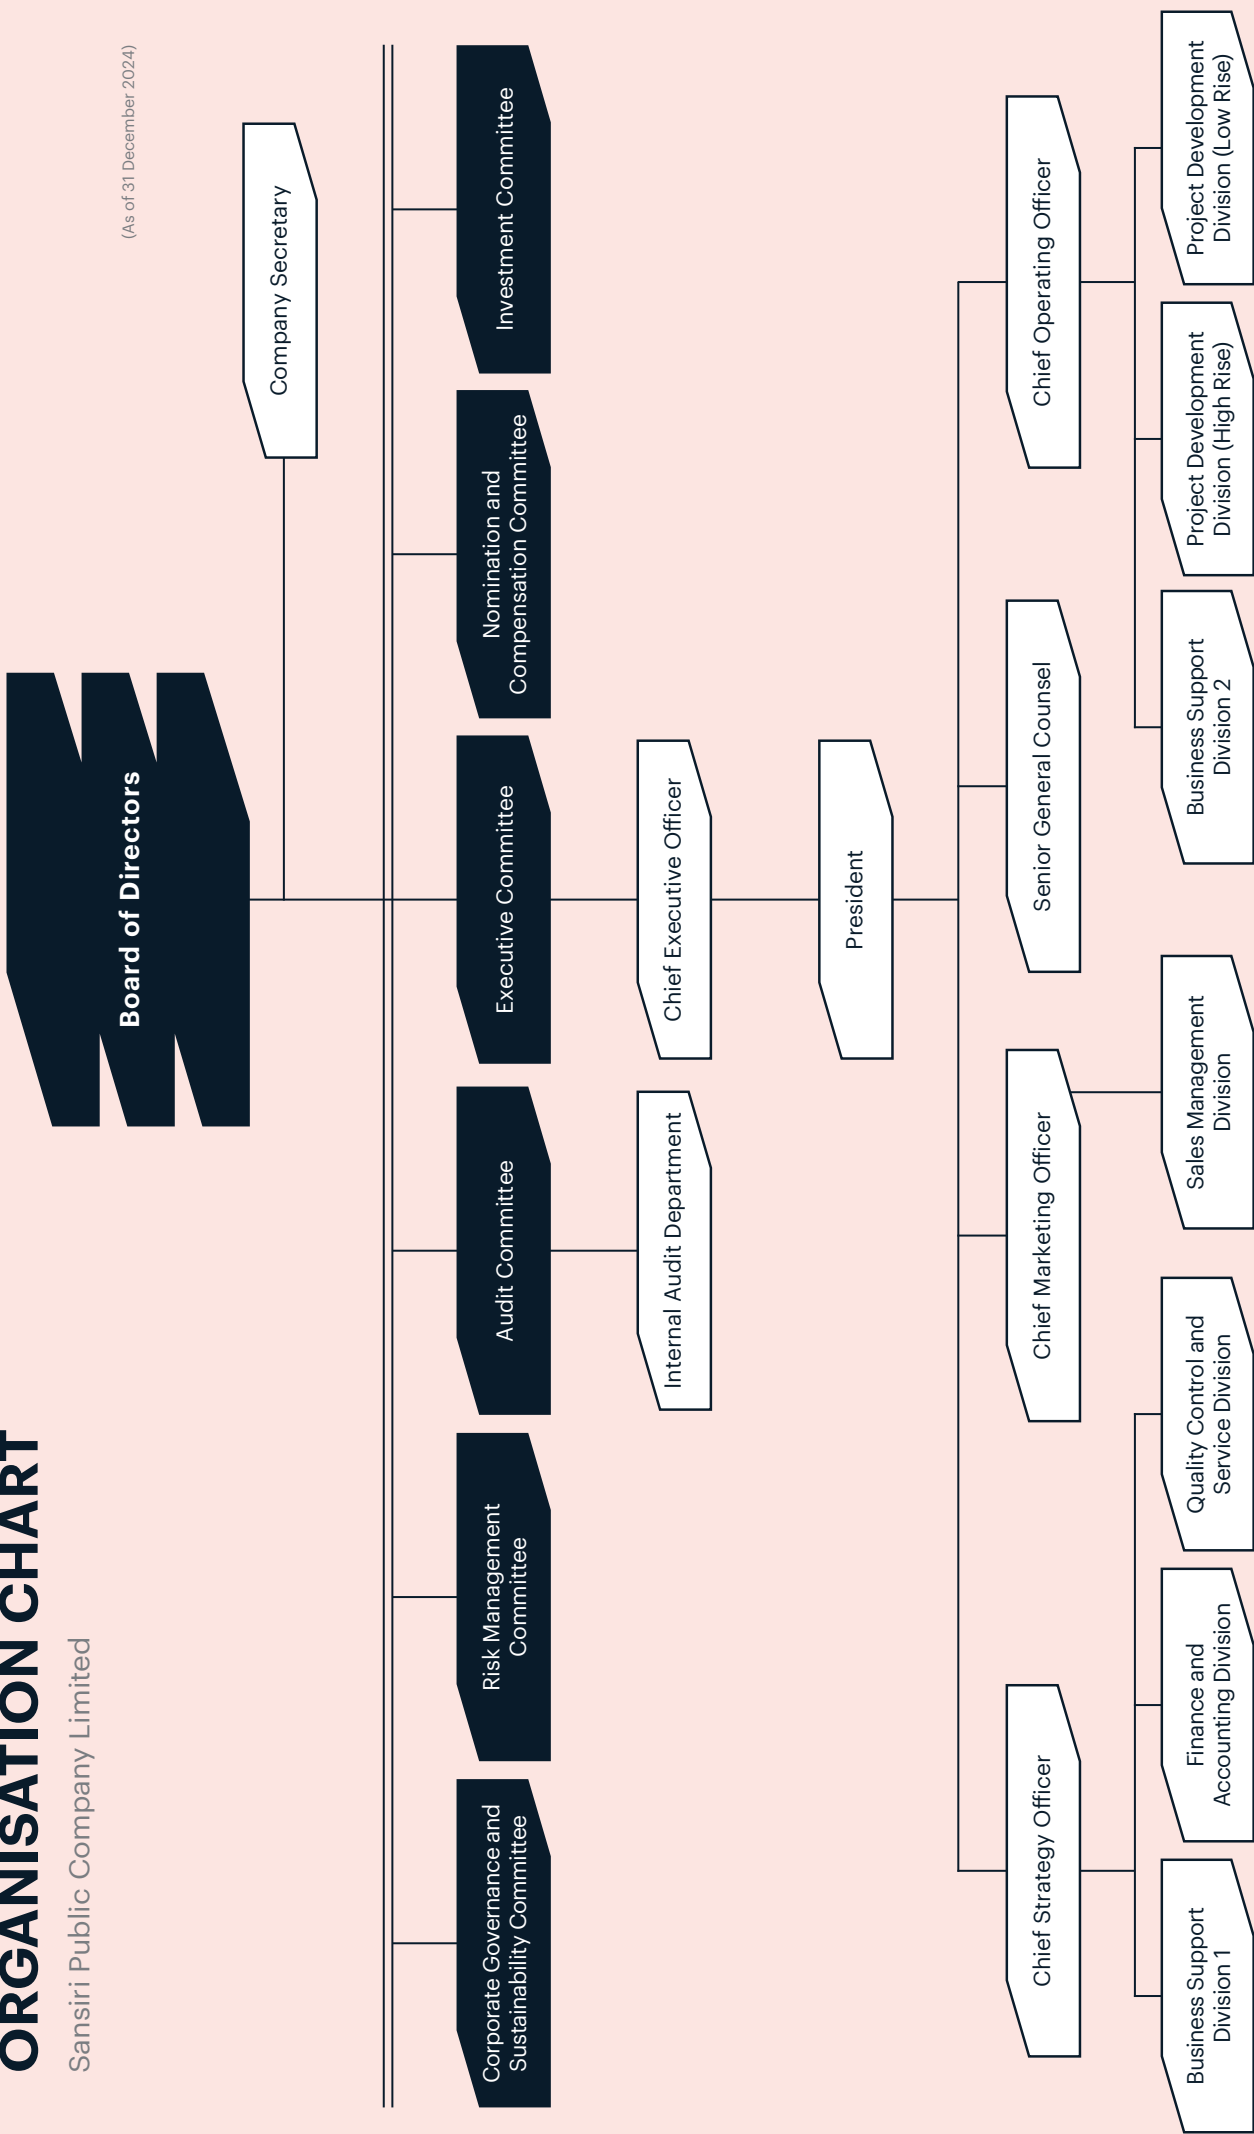 ORGANISATION CHART
Sansiri Public Company Limited
(As of 31 December 2024)
Board of Directors
Company Secretary
Corporate Governance and
Sustainability Committee
Risk Management
Committee
Audit Committee
Executive Committee
Nomination and
Compensation Committee
Investment Committee
Internal Audit Department
Chief Executive Officer
President
Chief Strategy Officer
Chief Marketing Officer
Senior General Counsel
Chief Operating Officer
Business Support
Division 1
Finance and
Accounting Division
Quality Control and
Service Division
Sales Management
Division
Business Support
Division 2
Project Development
Division (High Rise)
Project Development
Division (Low Rise)